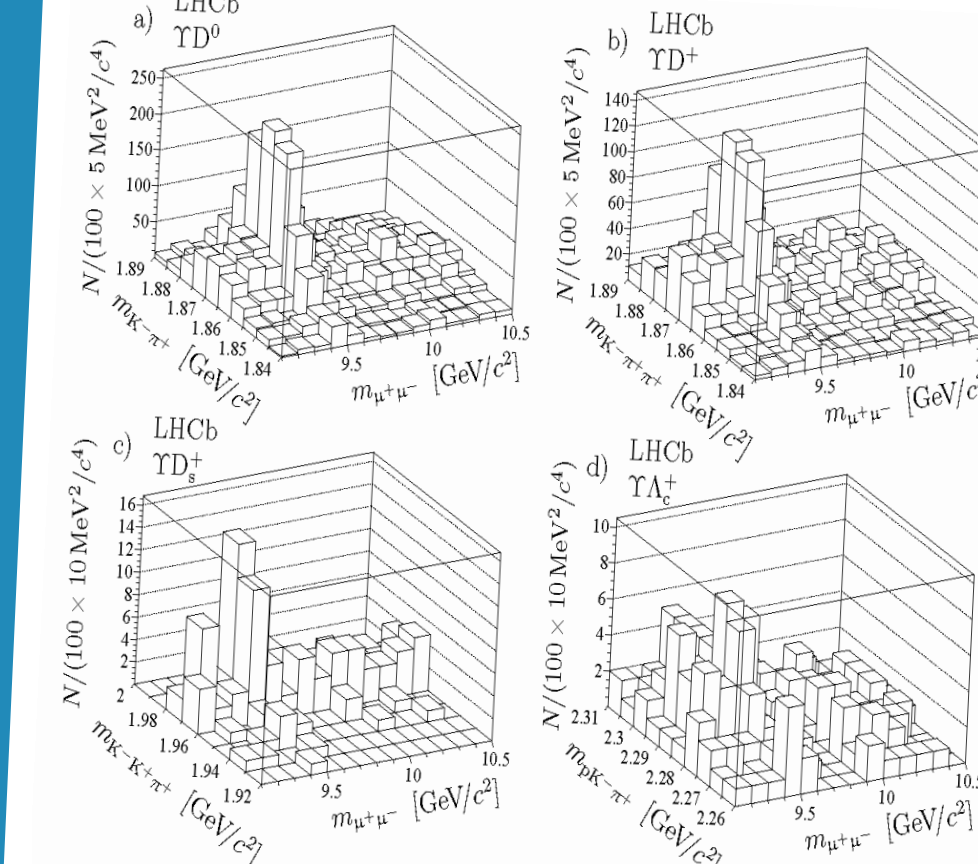 a) LHCb
ΥD⁰
N/(100 × 5 MeV²/c⁴)
250
200
150
100
50
1.89
1.88
1.87
1.86
1.85
1.84
m_{K⁻π⁺} [GeV/c²]
9.5
10
10.5
m_{μ⁺μ⁻} [GeV/c²]
b) LHCb
ΥD⁺
N/(100 × 5 MeV²/c⁴)
140
120
100
80
60
40
20
1.89
1.88
1.87
1.86
1.85
1.84
m_{K⁻π⁺π⁺} [GeV/c²]
9.5
10
m_{μ⁺μ⁻} [GeV/c
c) LHCb
ΥD_s⁺
N/(100 × 10 MeV²/c⁴)
16
14
12
10
8
6
4
2
2
1.98
1.96
1.94
1.92
m_{K⁻K⁺π⁺} [GeV/c²]
9.5
10
10.5
m_{μ⁺μ⁻} [GeV/c²]
d) LHCb
ΥΛ_c⁺
N/(100 × 10 MeV²/c⁴)
10
8
6
4
2
2.31
2.3
2.29
2.28
2.27
2.26
m_{pK⁻π⁺} [GeV/c²]
9.5
10
10.5
m_{μ⁺μ⁻} [GeV/c²]